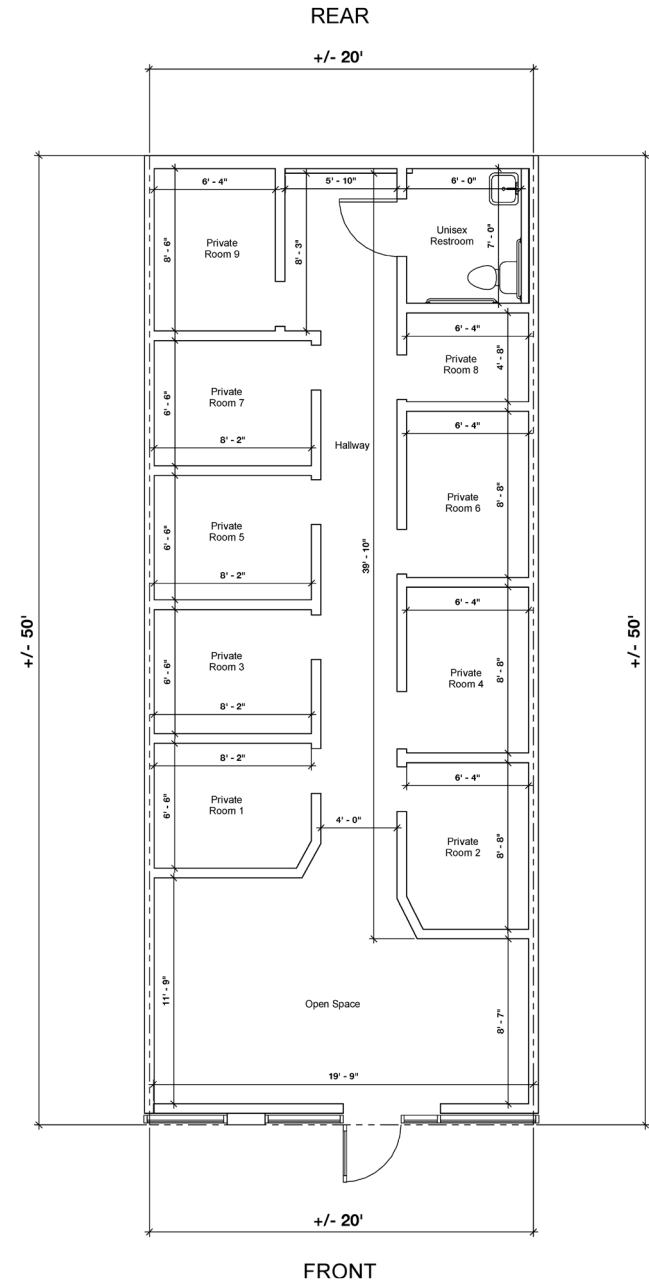 REAR
+/- 20'
6' - 4"
5' - 10"
6' - 0"
8' - 6"
Private
Room 9
8' - 3"
Unisex
Restroom
7' - 0"
6' - 4"
Private
Room 8
4' - 8"
Private
Room 7
6' - 6"
8' - 2"
Hallway
6' - 4"
Private
Room 6
8' - 8"
Private
Room 5
6' - 6"
8' - 2"
39' - 10"
6' - 4"
+/- 50'
+/- 50'
Private
Room 3
6' - 6"
8' - 2"
Private
Room 4
8' - 8"
8' - 2"
6' - 4"
Private
Room 1
6' - 6"
4' - 0"
Private
Room 2
8' - 8"
11' - 9"
Open Space
8' - 7"
19' - 9"
+/- 20'
FRONT